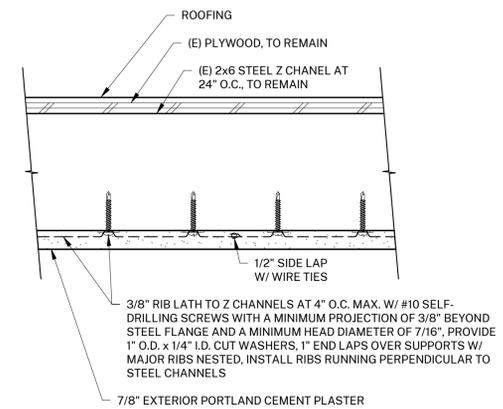 ROOFING
(E) PLYWOOD, TO REMAIN
(E) 2x6 STEEL Z CHANEL AT
24" O.C., TO REMAIN
1/2" SIDE LAP
W/ WIRE TIES
3/8" RIB LATH TO Z CHANNELS AT 4" O.C. MAX. W/ #10 SELF-
DRILLING SCREWS WITH A MINIMUM PROJECTION OF 3/8" BEYOND
STEEL FLANGE AND A MINIMUM HEAD DIAMETER OF 7/16", PROVIDE
1" O.D. x 1/4" I.D. CUT WASHERS, 1" END LAPS OVER SUPPORTS W/
MAJOR RIBS NESTED, INSTALL RIBS RUNNING PERPENDICULAR TO
STEEL CHANNELS
7/8" EXTERIOR PORTLAND CEMENT PLASTER